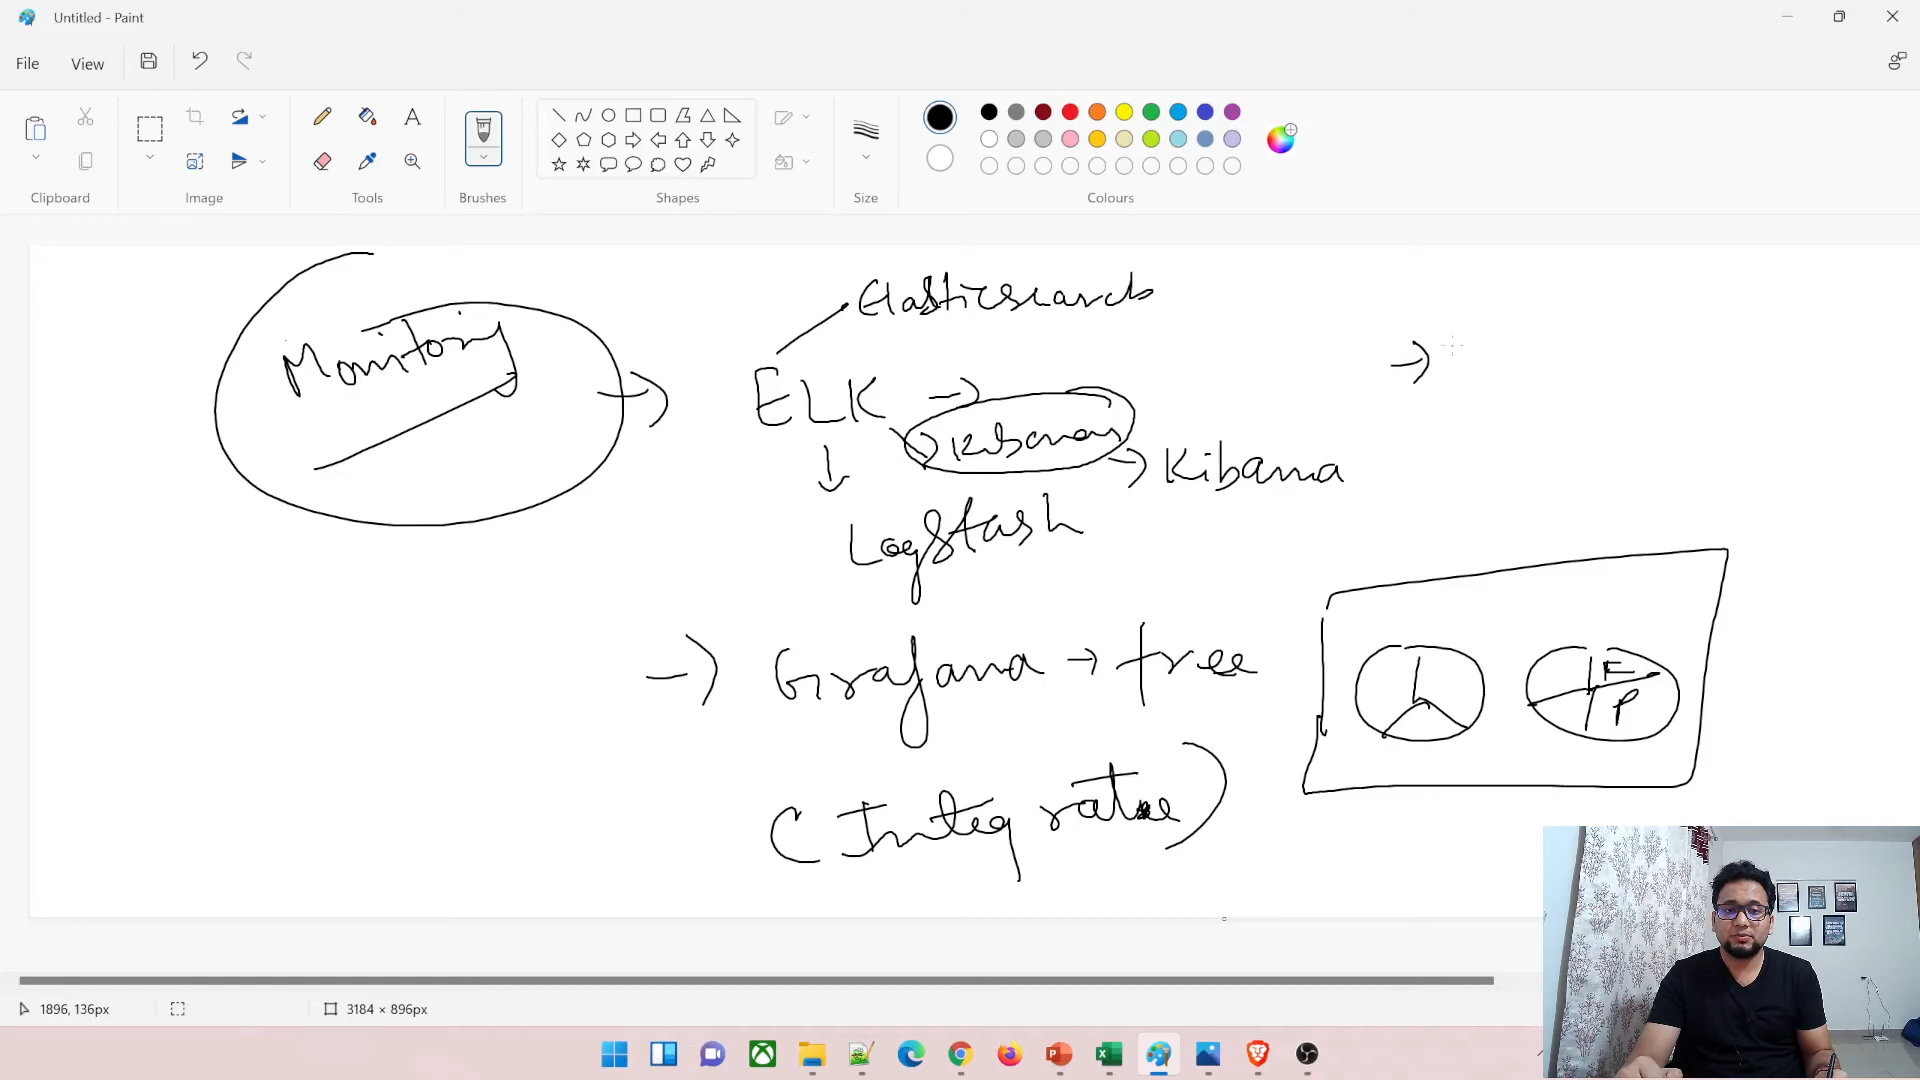 Untitled - Paint
File View
Clipboard
Image
Tools
Brushes
Shapes
Size
Colours
Elasticsearch
Monitoring
ELK
Kibana
Logstash
Grafana → free
(Integrate)
L
F
P
1896, 136px
3184 × 896px